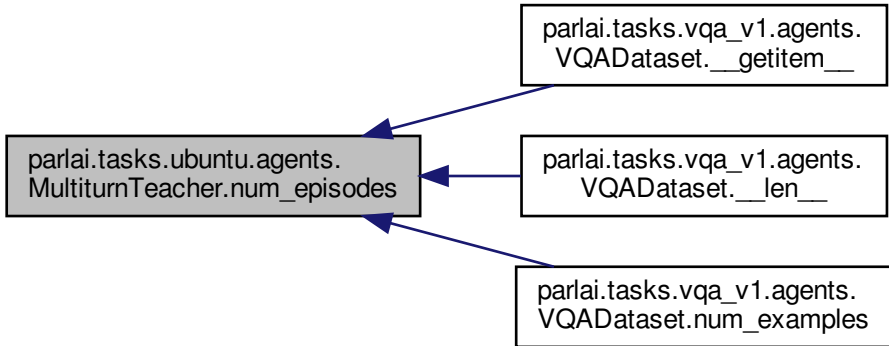 parlai.tasks.ubuntu.agents.
MultiturnTeacher.num_episodes
parlai.tasks.vqa_v1.agents.
VQADataset.__getitem__
parlai.tasks.vqa_v1.agents.
VQADataset.__len__
parlai.tasks.vqa_v1.agents.
VQADataset.num_examples